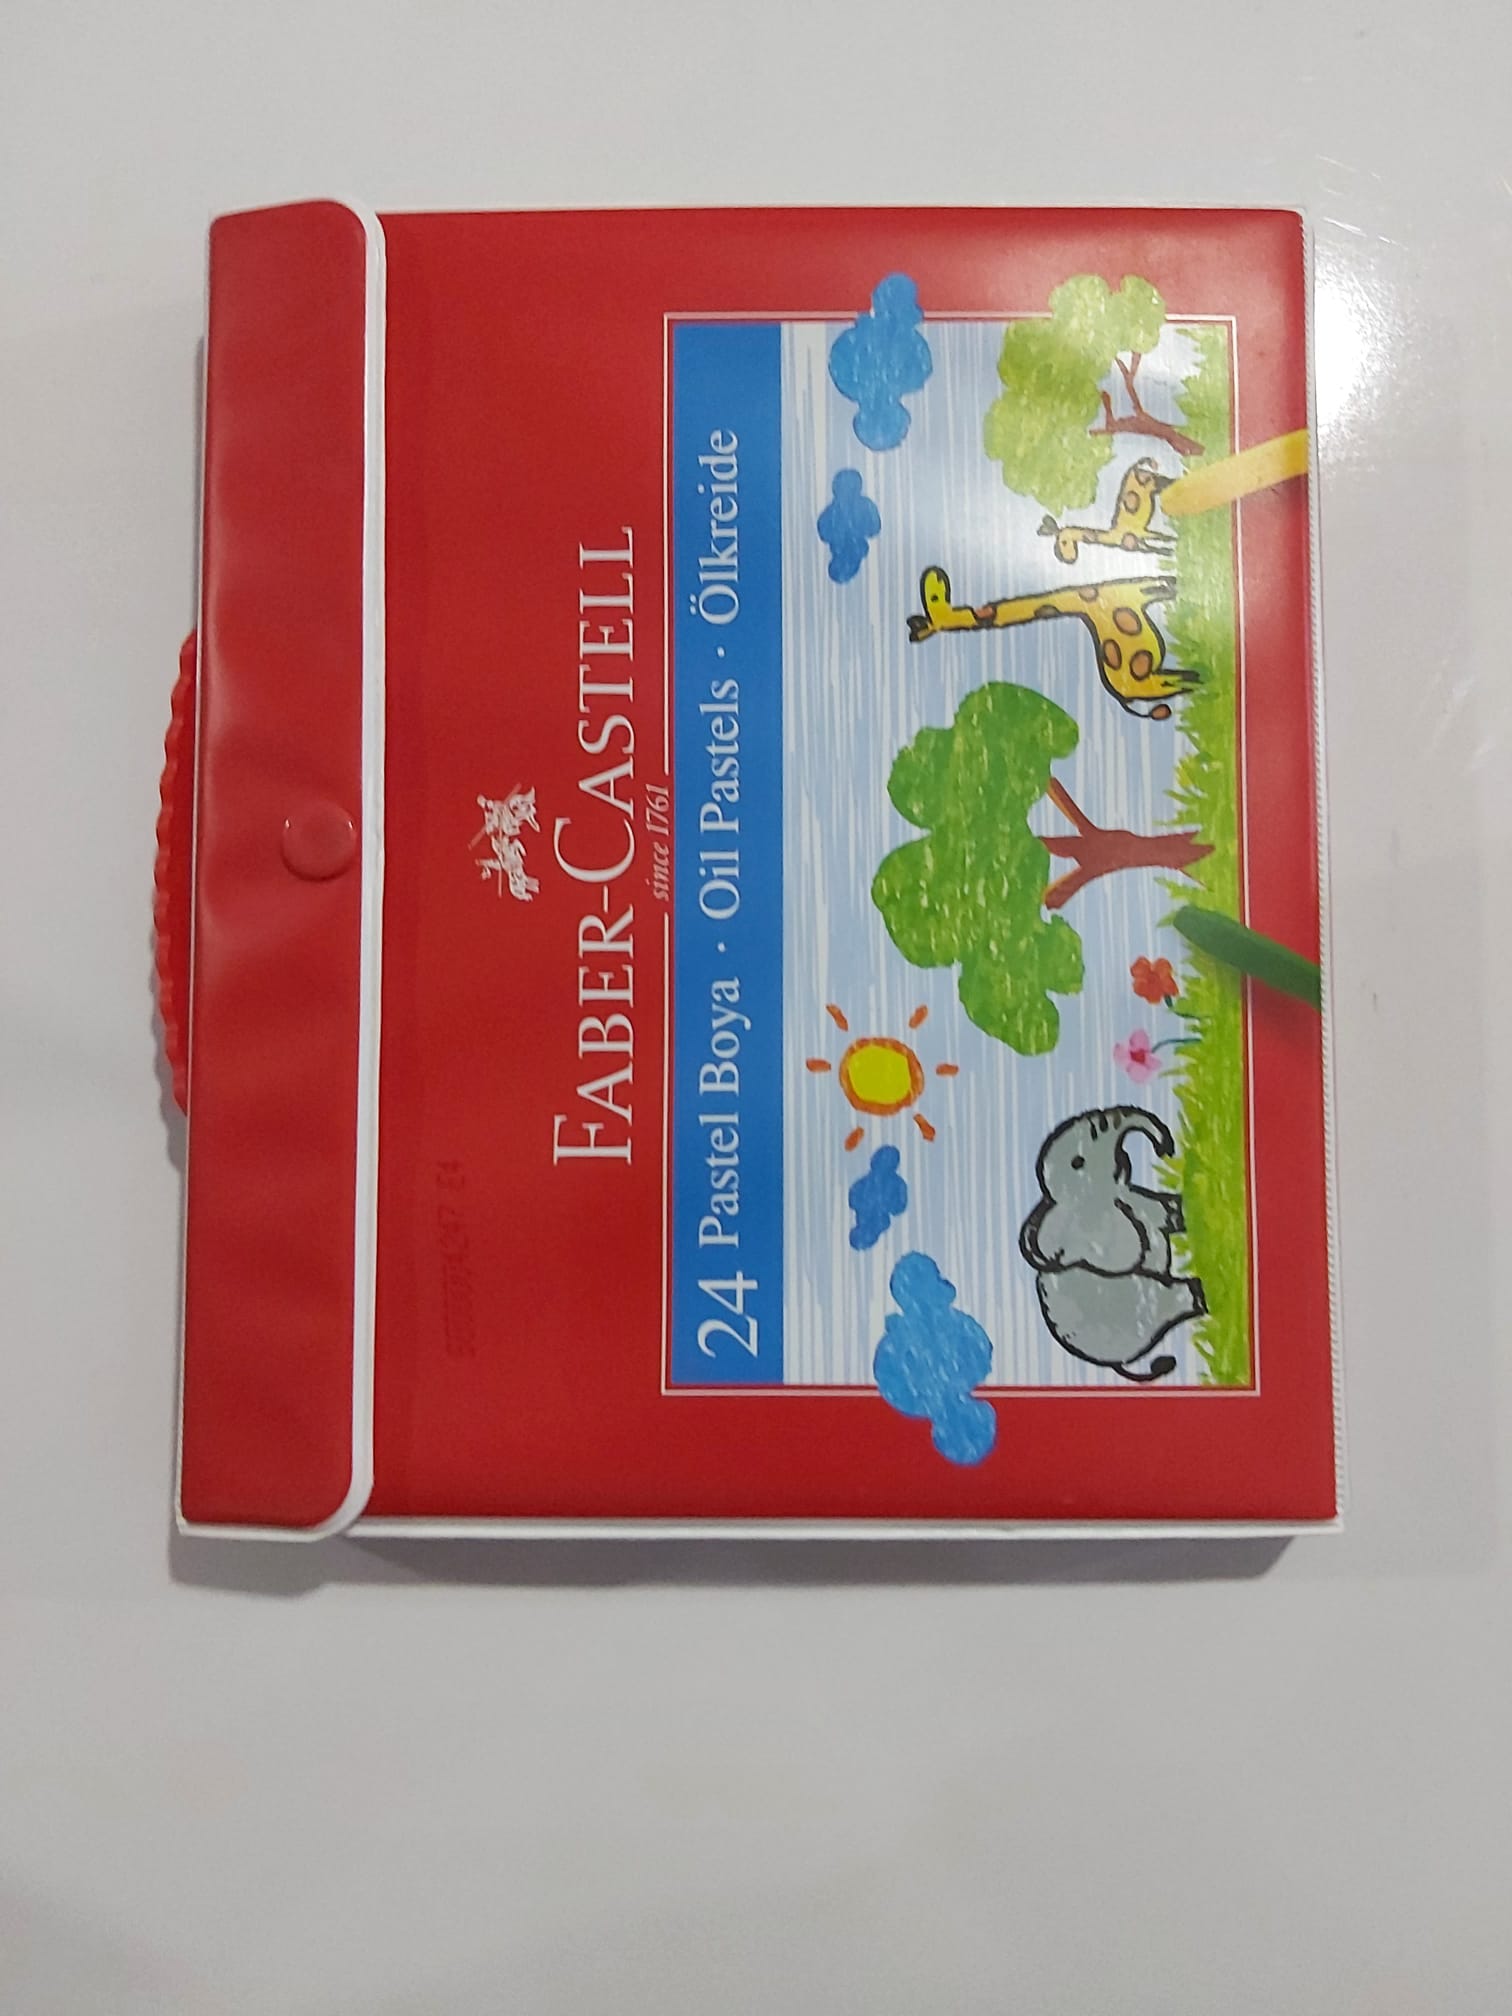 FABER-CASTELL
since 1761
24 Pastel Boya · Oil Pastels · Ölkreide